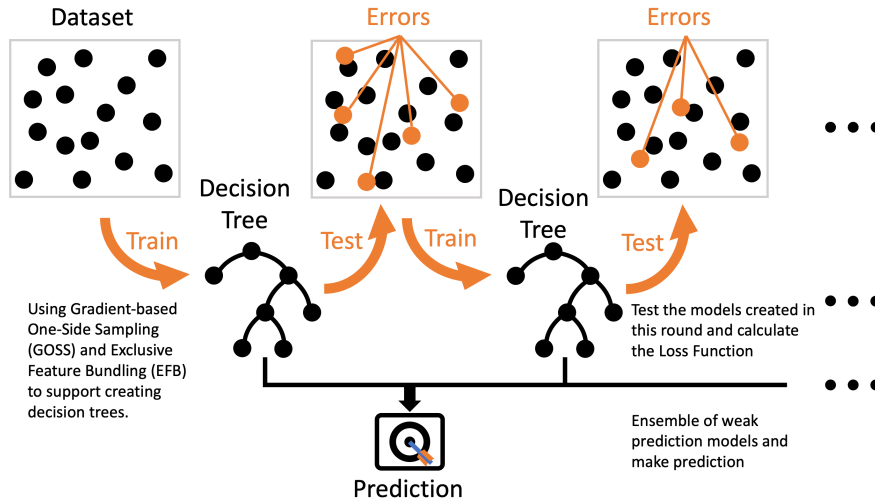 Dataset
Errors
Errors
Decision
Tree
Decision
Tree
Train
Test
Train
Test
Using Gradient-based
One-Side Sampling
(GOSS) and Exclusive
Feature Bundling (EFB)
to support creating
decision trees.
Test the models created in
this round and calculate
the Loss Function
Ensemble of weak
prediction models and
make prediction
Prediction